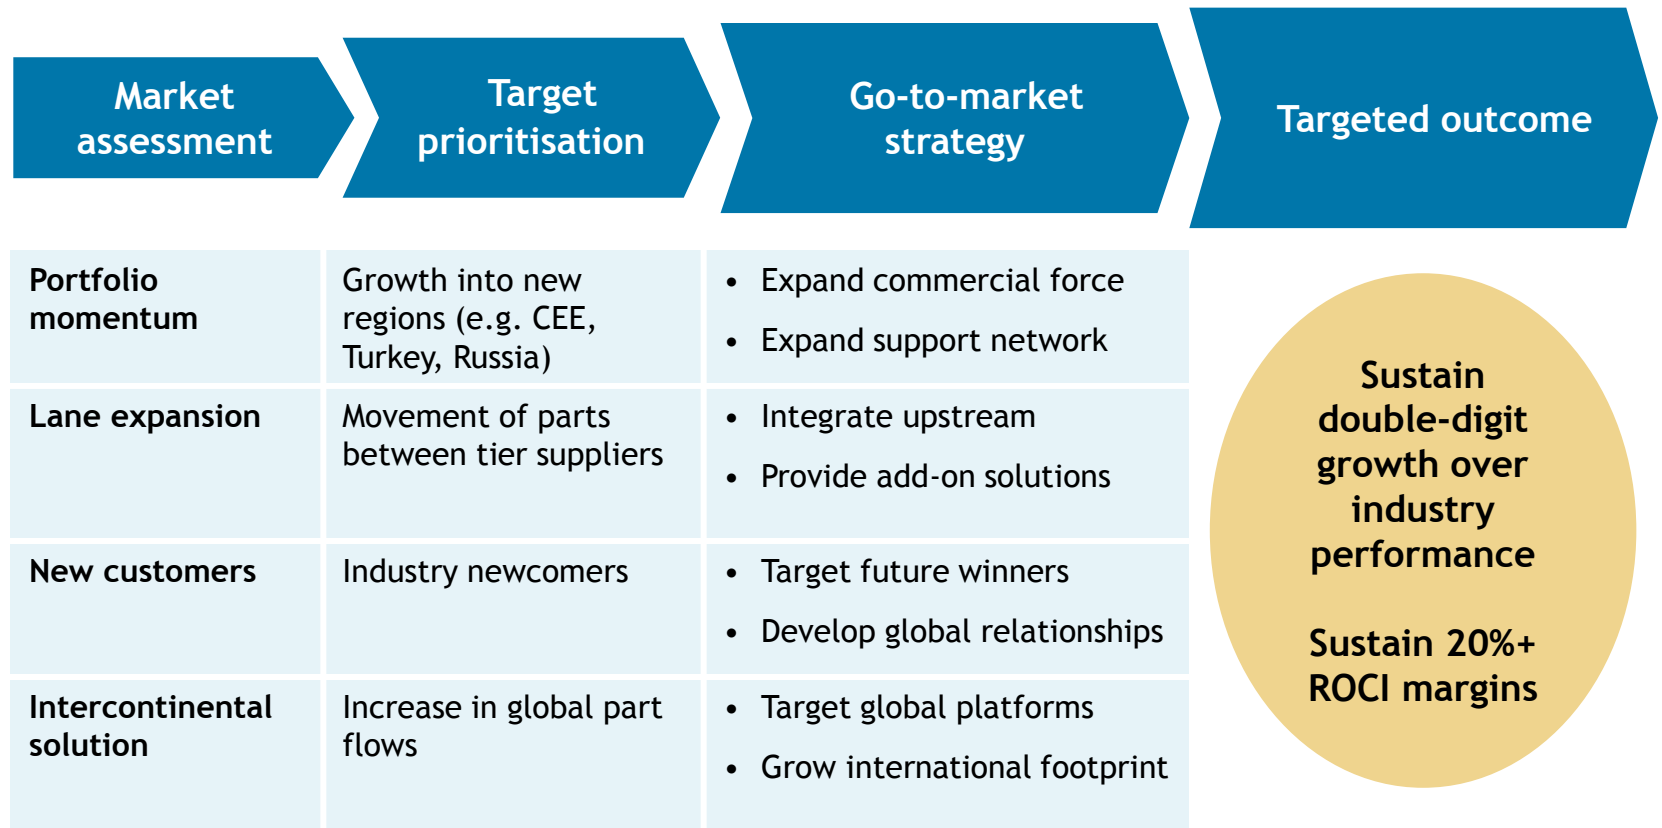 Market
assessment
Target
prioritisation
Go-to-market
strategy
Targeted outcome
Portfolio
momentum
Growth into new
regions (e.g. CEE,
Turkey, Russia)
• Expand commercial force
• Expand support network
Lane expansion
Movement of parts
between tier suppliers
• Integrate upstream
• Provide add-on solutions
New customers
Industry newcomers
• Target future winners
• Develop global relationships
Intercontinental
solution
Increase in global part
flows
• Target global platforms
• Grow international footprint
Sustain
double-digit
growth over
industry
performance
Sustain 20%+
ROCI margins